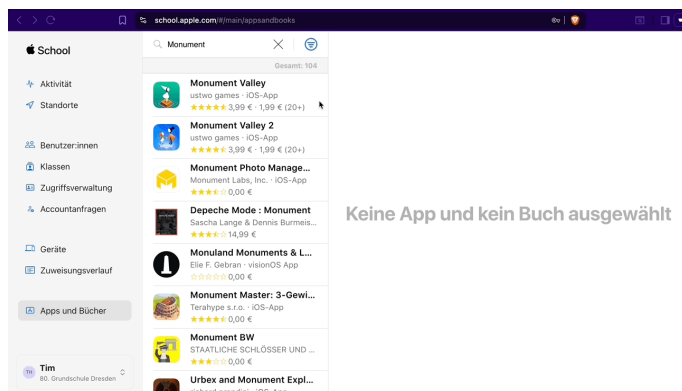 school.apple.com/#/main/appsandbooks
School
Aktivität
Standorte
Benutzer:innen
Klassen
Zugriffsverwaltung
Accountanfragen
Geräte
Zuweisungsverlauf
Apps und Bücher
TM
Tim
80. Grundschule Dresden
Monument
Gesamt: 104
Monument Valley
ustwo games · iOS-App
3,99 € · 1,99 € (20+)
Monument Valley 2
ustwo games · iOS-App
3,99 € · 1,99 € (20+)
Monument Photo Manage...
Monument Labs, Inc. · iOS-App
0,00 €
Depeche Mode : Monument
Sascha Lange & Dennis Burmeis...
14,99 €
Monuland Monuments & L...
Elie F. Gebran · visionOS App
0,00 €
Monument Master: 3-Gewi...
Terahype s.r.o. · iOS-App
0,00 €
Monument BW
STAATLICHE SCHLÖSSER UND ...
0,00 €
Urbex and Monument Expl...
Keine App und kein Buch ausgewählt